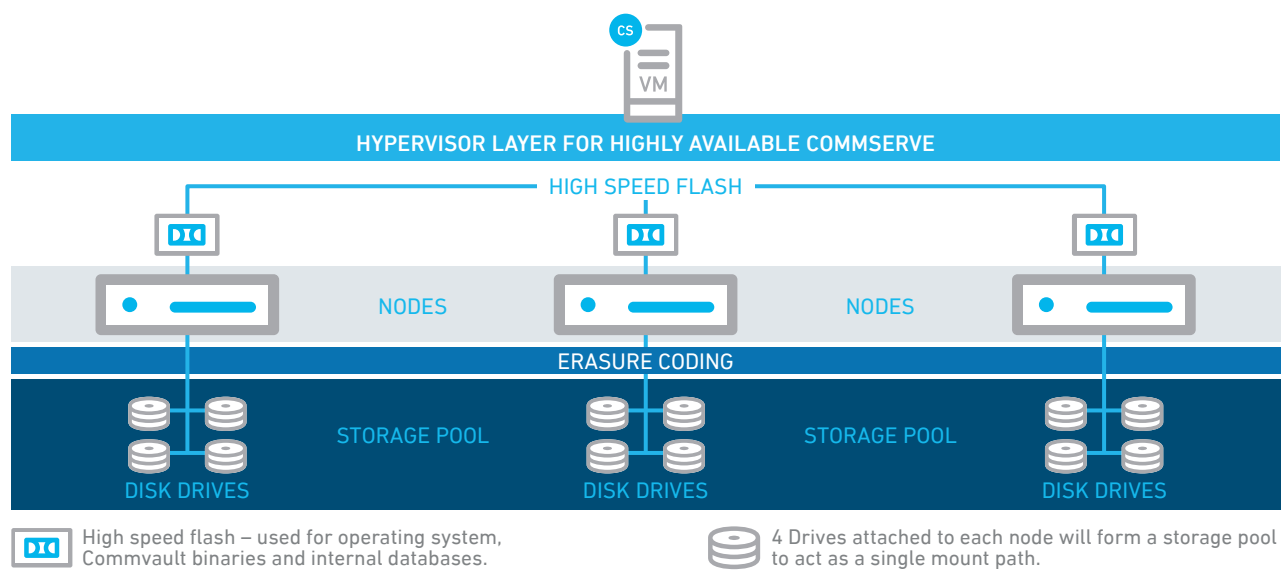 CS
VM
HYPERVISOR LAYER FOR HIGHLY AVAILABLE COMMSERVE
HIGH SPEED FLASH
NODES
NODES
ERASURE CODING
STORAGE POOL
STORAGE POOL
DISK DRIVES
DISK DRIVES
DISK DRIVES
High speed flash – used for operating system,
Commvault binaries and internal databases.
4 Drives attached to each node will form a storage pool
to act as a single mount path.